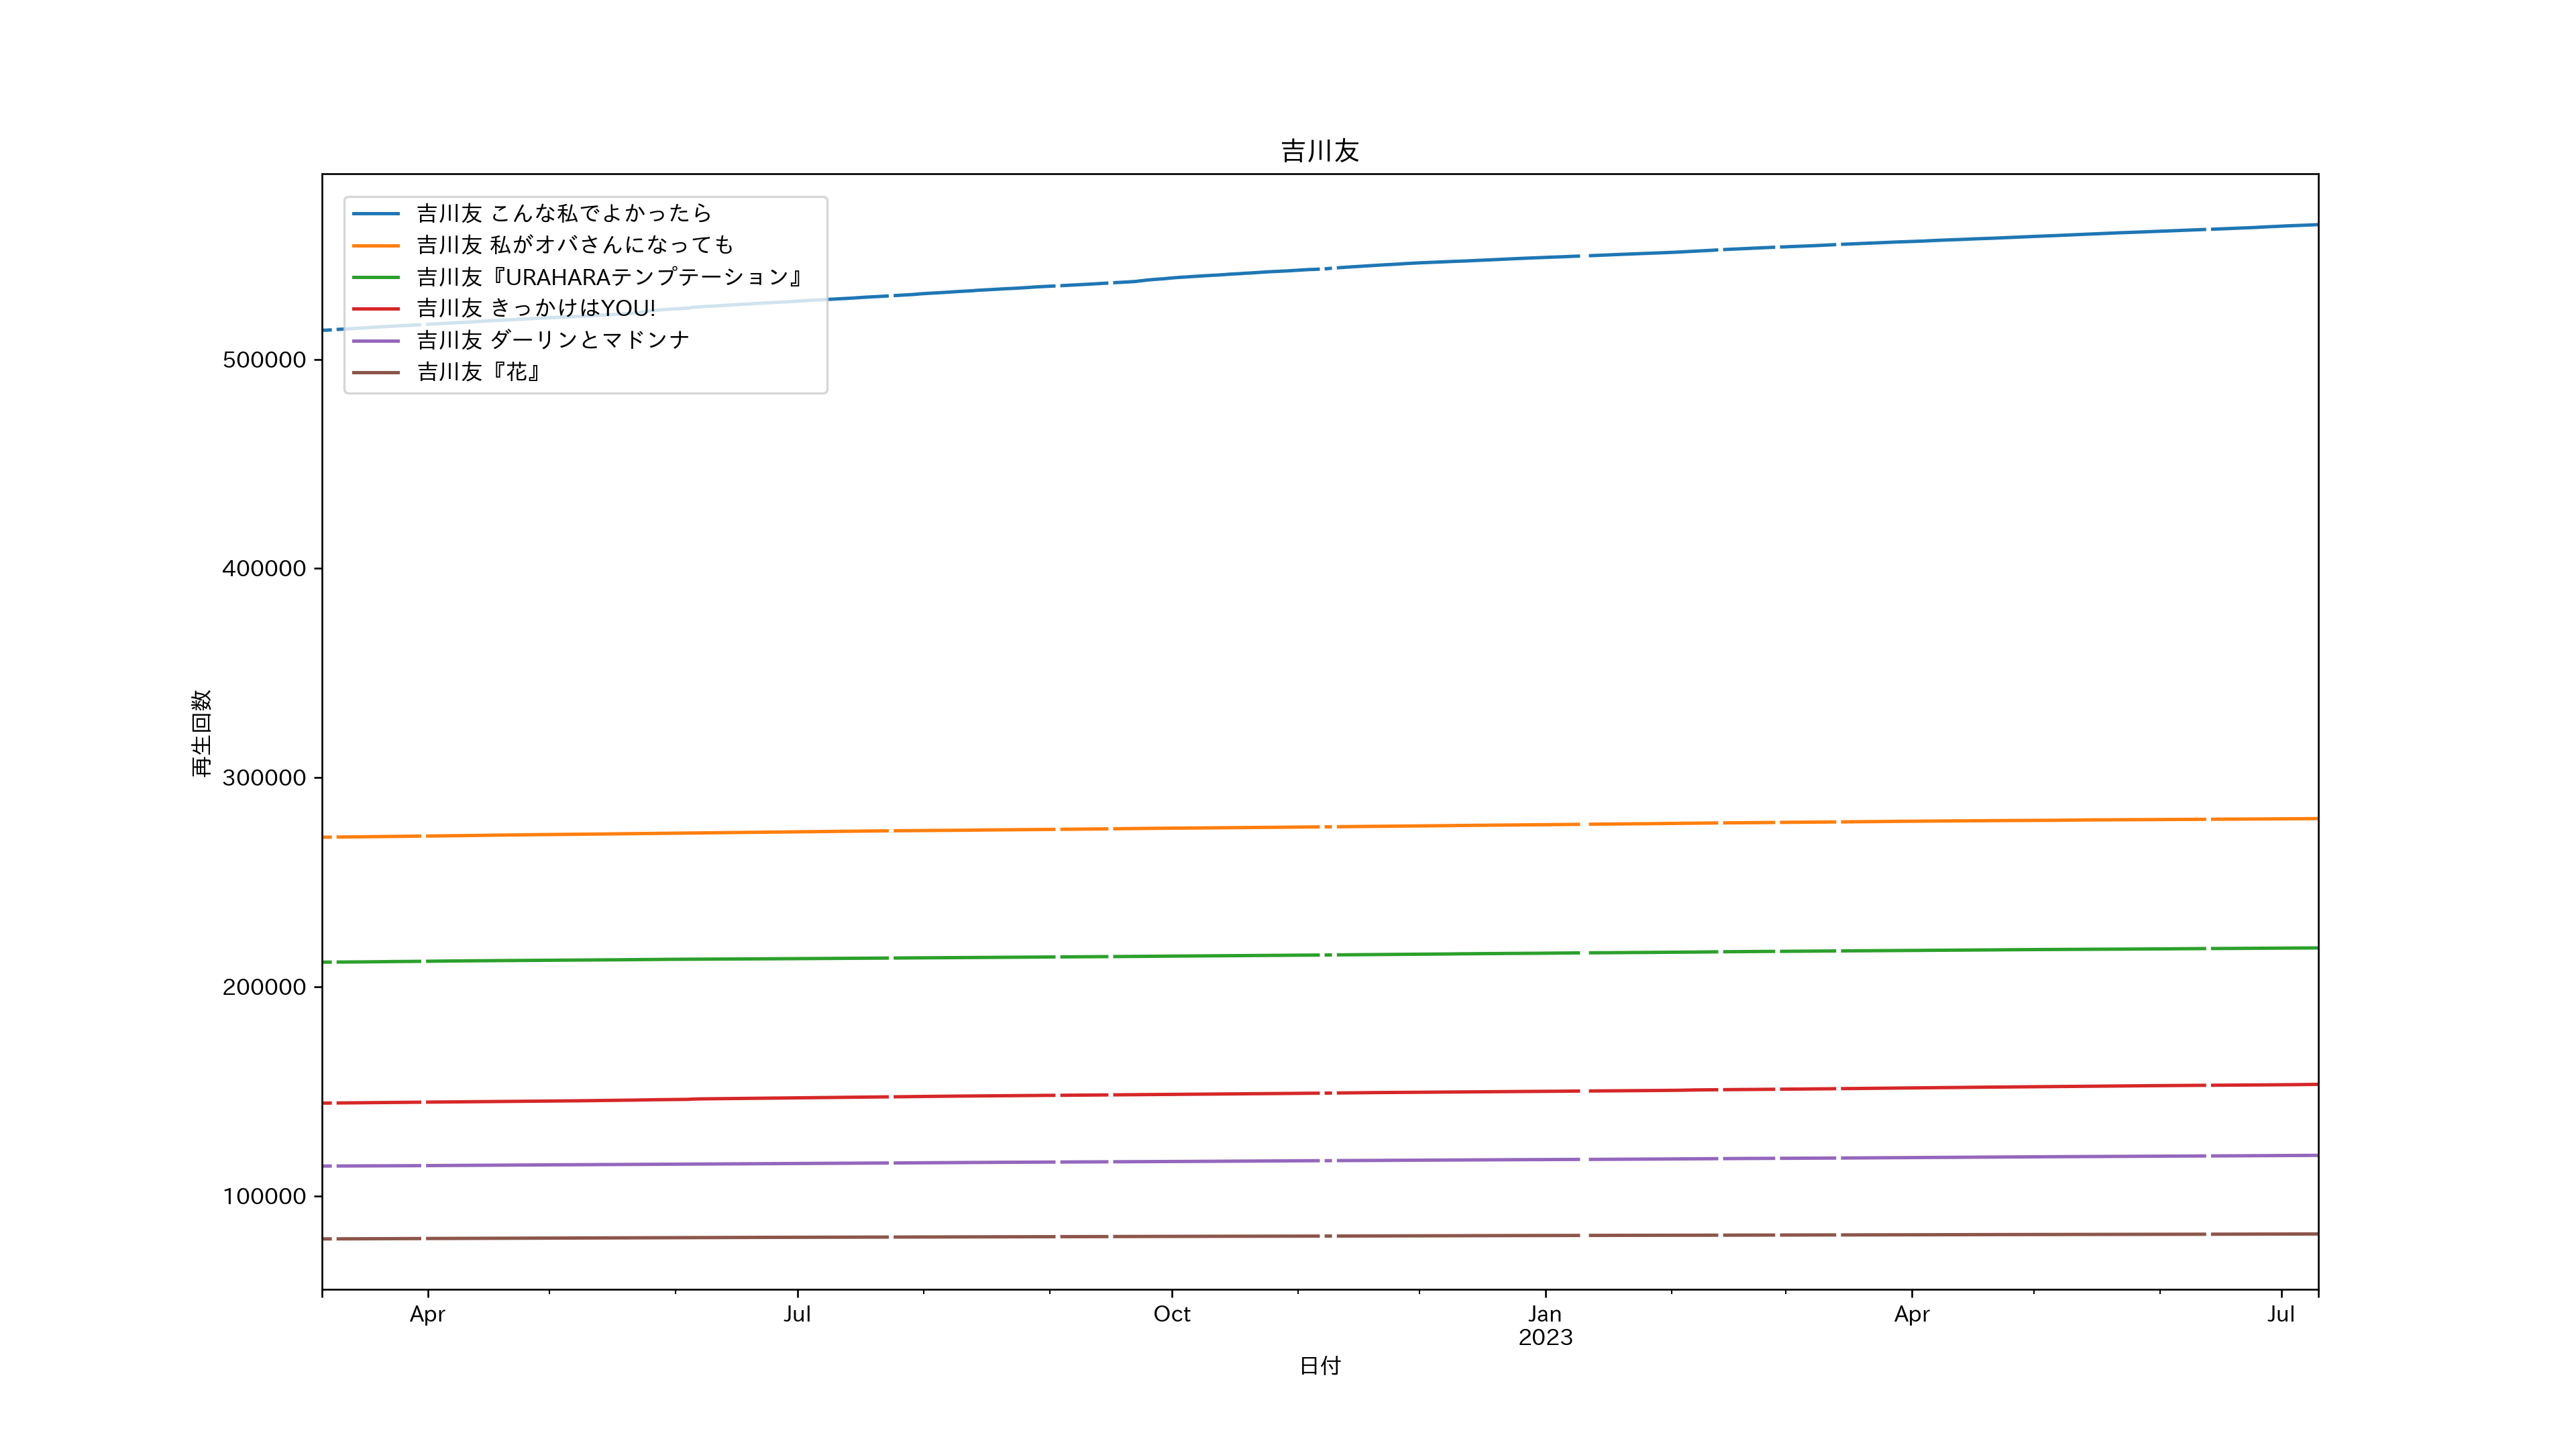 吉川友
吉川友 こんな私でよかったら
吉川友 私がオバさんになっても
吉川友『URAHARAテンプテーション』
吉川友 きっかけはYOU!
吉川友 ダーリンとマドンナ
吉川友『花』
再生回数
500000
400000
300000
200000
100000
Apr
Jul
Oct
Jan
2023
Apr
Jul
日付